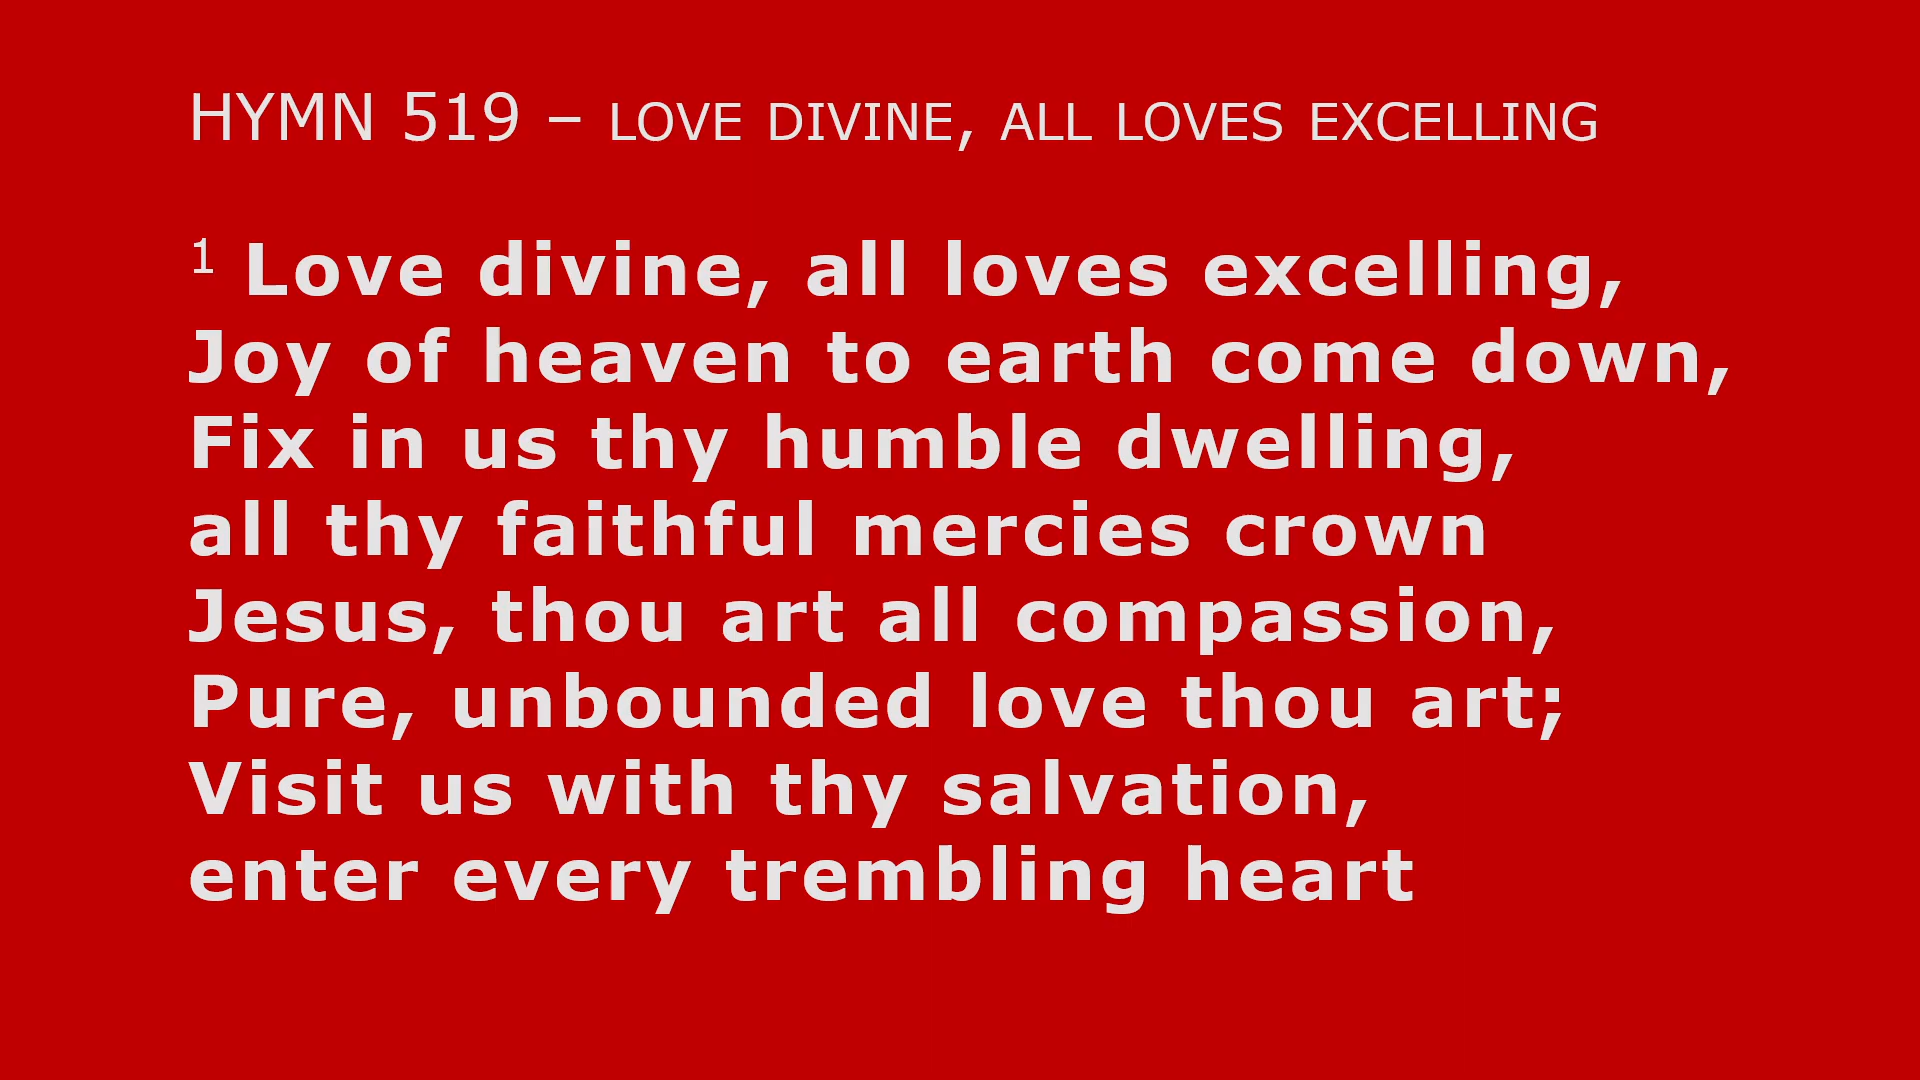 HYMN 519 – LOVE DIVINE, ALL LOVES EXCELLING
1 Love divine, all loves excelling,
Joy of heaven to earth come down,
Fix in us thy humble dwelling,
all thy faithful mercies crown
Jesus, thou art all compassion,
Pure, unbounded love thou art;
Visit us with thy salvation,
enter every trembling heart